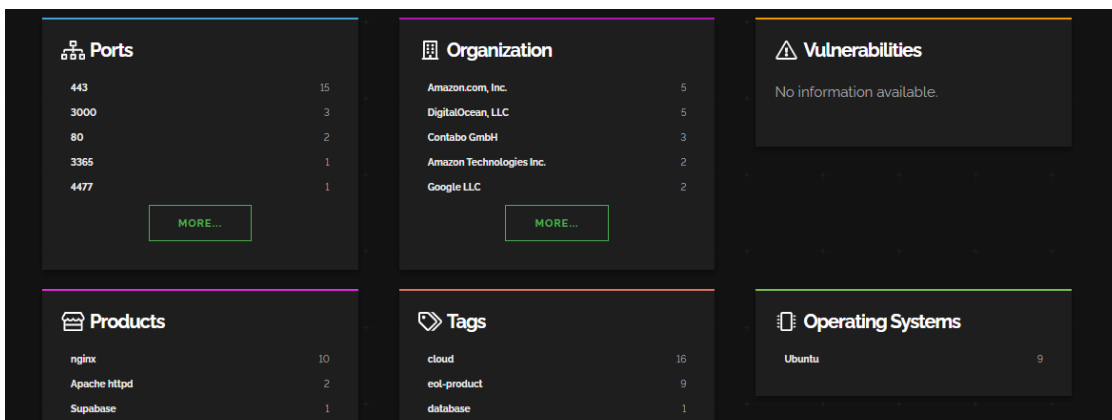 Ports
443 15
3000 3
80 2
3365 1
4477 1
MORE...
Organization
Amazon.com, Inc. 5
DigitalOcean, LLC 5
Contabo GmbH 3
Amazon Technologies Inc. 2
Google LLC 2
MORE...
Vulnerabilities
No information available.
Products
nginx 10
Apache httpd 2
Supabase 1
Tags
cloud 16
eol-product 9
database 1
Operating Systems
Ubuntu 9